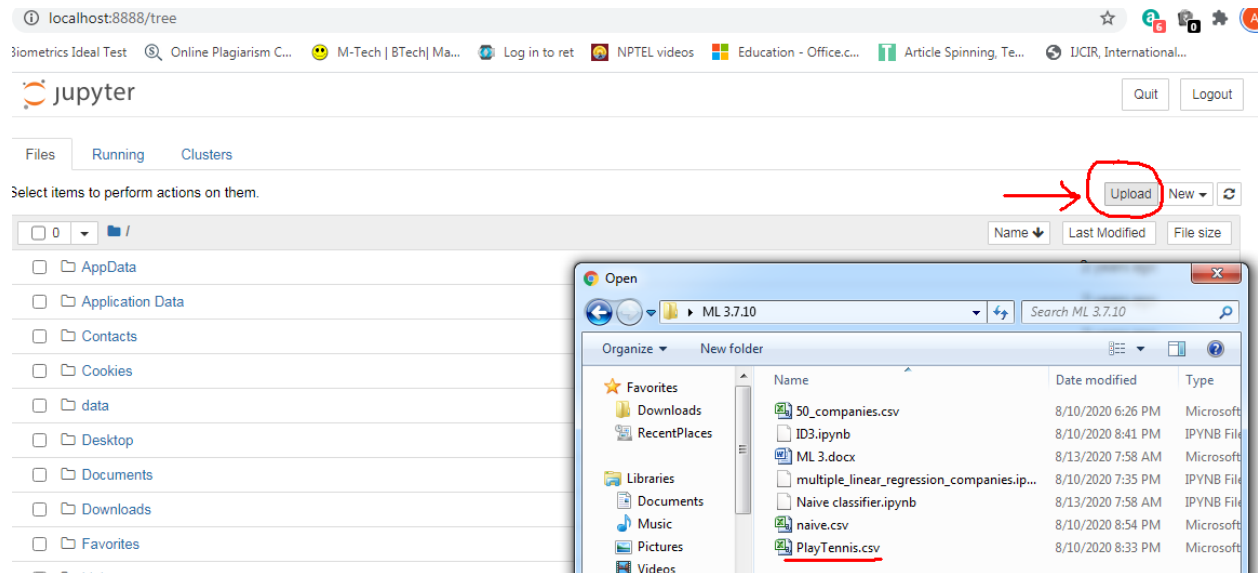 localhost:8888/tree
6
0
A
Biometrics Ideal Test
Online Plagiarism C...
M-Tech | BTech| Ma...
Log in to ret
NPTEL videos
Education - Office.c...
Article Spinning, Te...
IJCIR, International...
jupyter
Quit
Logout
Files
Running
Clusters
Select items to perform actions on them.
Upload
New
0
/
Name
Last Modified
File size
AppData
Application Data
Contacts
Cookies
data
Desktop
Documents
Downloads
Favorites
Open
ML 3.7.10
Search ML 3.7.10
Organize
New folder
Favorites
Downloads
RecentPlaces
Libraries
Documents
Music
Pictures
Videos
Name Date modified Type
50_companies.csv 8/10/2020 6:26 PM Microsoft
ID3.ipynb 8/10/2020 8:41 PM IPYNB File
ML 3.docx 8/13/2020 7:58 AM Microsoft
multiple_linear_regression_companies.ip... 8/10/2020 7:35 PM IPYNB File
Naive classifier.ipynb 8/13/2020 7:58 AM IPYNB File
naive.csv 8/10/2020 8:54 PM Microsoft
PlayTennis.csv 8/10/2020 8:33 PM Microsoft